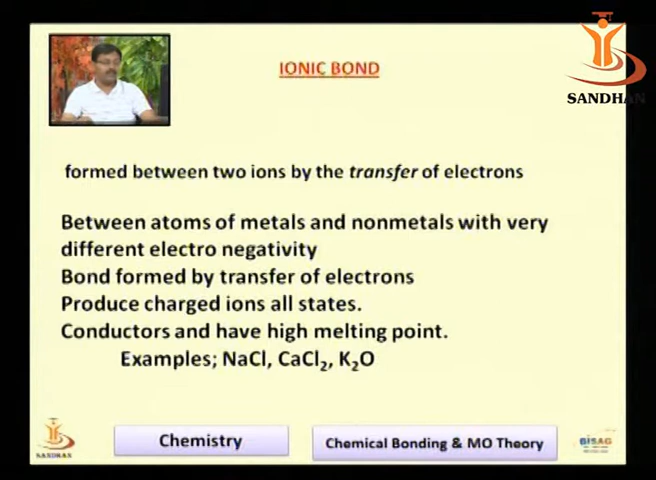 IONIC BOND
SANDHAN
formed between two ions by the transfer of electrons
Between atoms of metals and nonmetals with very
different electro negativity
Bond formed by transfer of electrons
Produce charged ions all states.
Conductors and have high melting point.
Examples; NaCl, CaCl₂, K₂O
SANDHAN
Chemistry
Chemical Bonding & MO Theory
BISAG